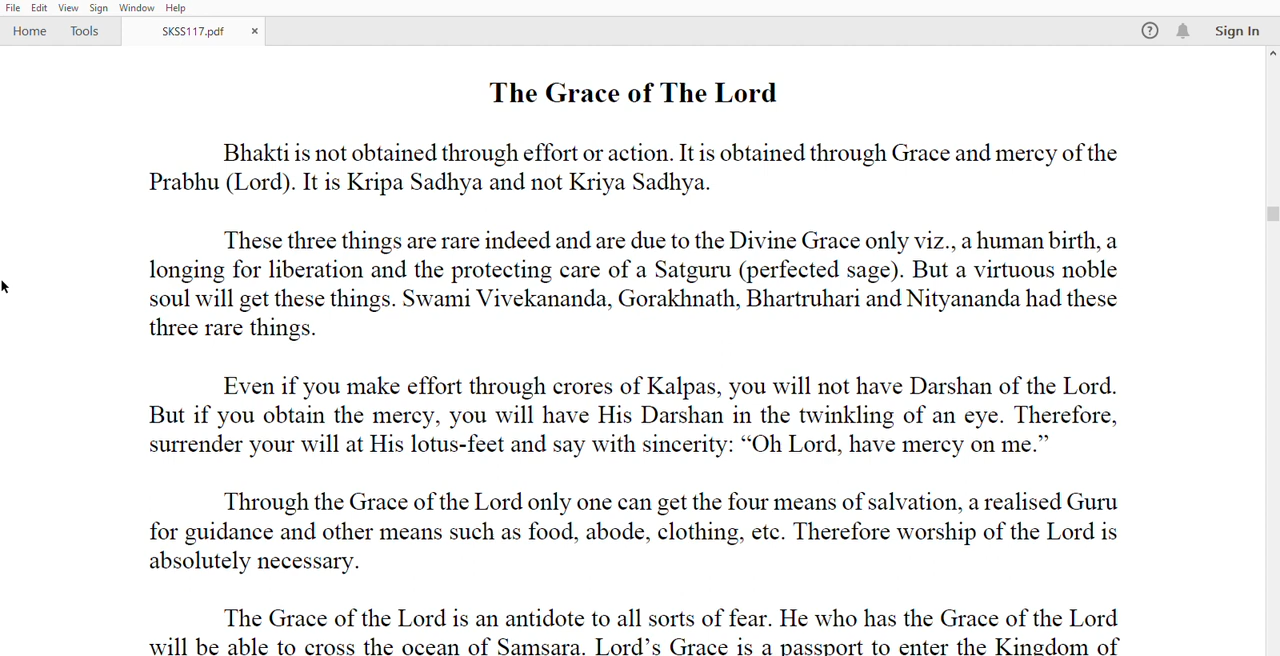 File Edit View Sign Window Help
Home Tools SKSS117.pdf × ? Sign In
The Grace of The Lord
Bhakti is not obtained through effort or action. It is obtained through Grace and mercy of the
Prabhu (Lord). It is Kripa Sadhya and not Kriya Sadhya.
These three things are rare indeed and are due to the Divine Grace only viz., a human birth, a
longing for liberation and the protecting care of a Satguru (perfected sage). But a virtuous noble
soul will get these things. Swami Vivekananda, Gorakhnath, Bhartruhari and Nityananda had these
three rare things.
Even if you make effort through crores of Kalpas, you will not have Darshan of the Lord.
But if you obtain the mercy, you will have His Darshan in the twinkling of an eye. Therefore,
surrender your will at His lotus-feet and say with sincerity: “Oh Lord, have mercy on me.”
Through the Grace of the Lord only one can get the four means of salvation, a realised Guru
for guidance and other means such as food, abode, clothing, etc. Therefore worship of the Lord is
absolutely necessary.
The Grace of the Lord is an antidote to all sorts of fear. He who has the Grace of the Lord
will be able to cross the ocean of Samsara. Lord’s Grace is a passport to enter the Kingdom of